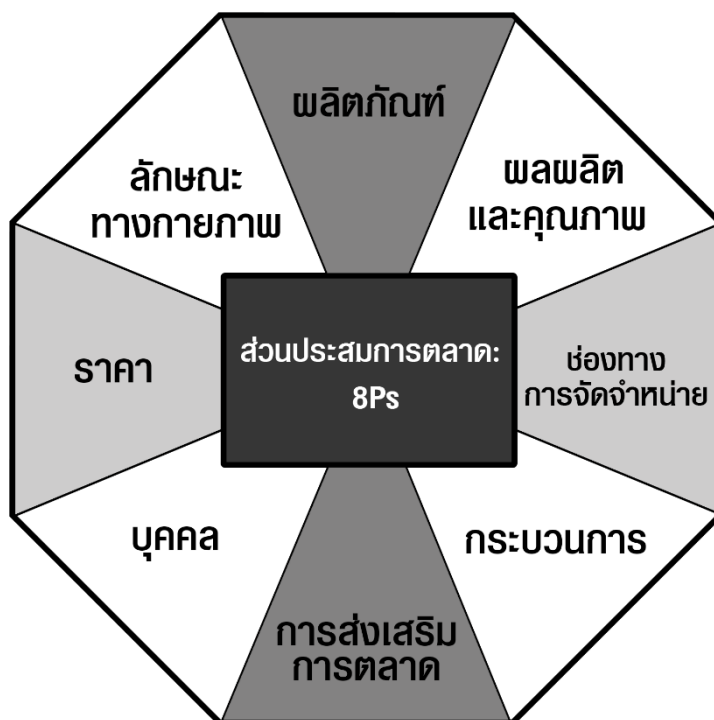 ผลิตภัณฑ์
ผลผลิต
และคุณภาพ
ช่องทาง
การจัดจำหน่าย
กระบวนการ
การส่งเสริม
การตลาด
บุคคล
ราคา
ลักษณะ
ทางกายภาพ
ส่วนประสมการตลาด:
8Ps